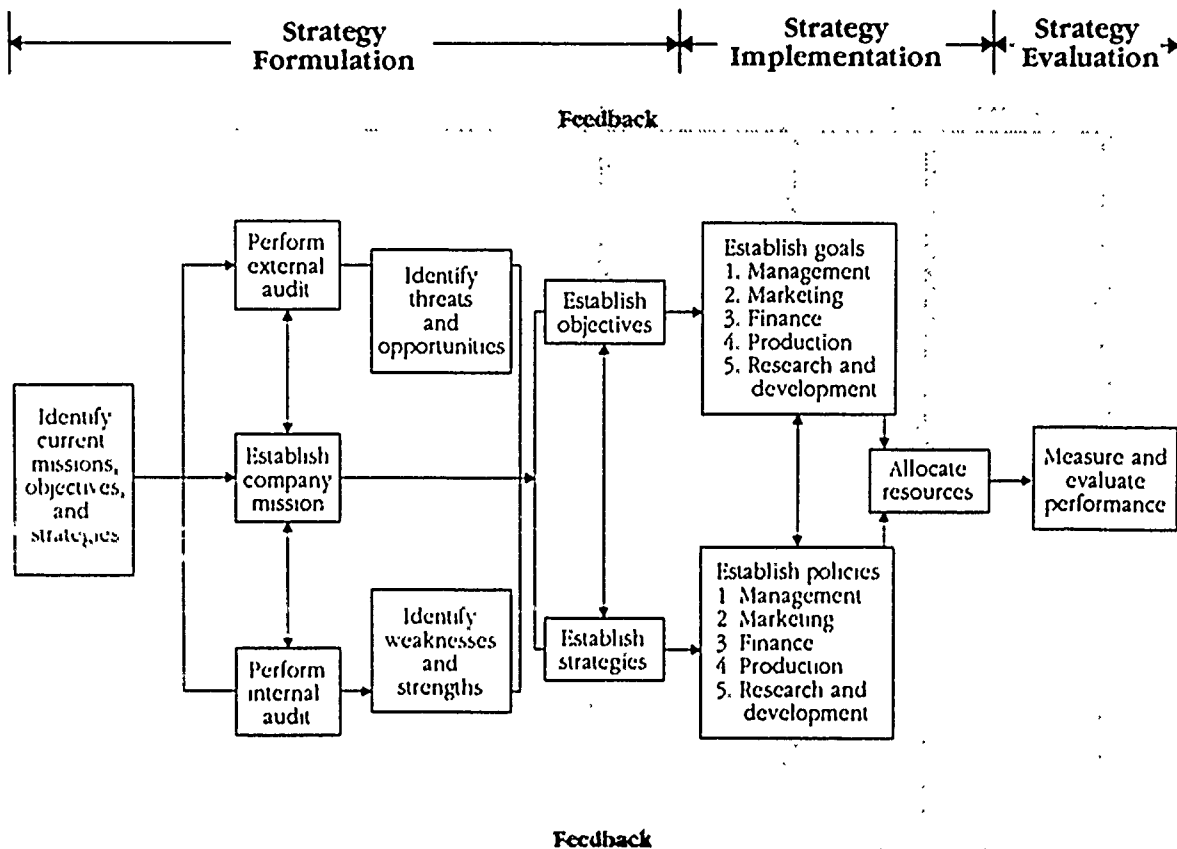 Strategy
Formulation
Strategy
Implementation
Strategy
Evaluation
Feedback
Perform
external
audit
Identify
threats
and
opportunities
Establish
objectives
Establish goals
1. Management
2. Marketing
3. Finance
4. Production
5. Research and
development
Identify
current
missions,
objectives,
and
strategies
Establish
company
mission
Allocate
resources
Measure and
evaluate
performance
Perform
internal
audit
Identify
weaknesses
and
strengths
Establish
strategies
Establish policies
1 Management
2 Marketing
3 Finance
4 Production
5. Research and
development
Feedback